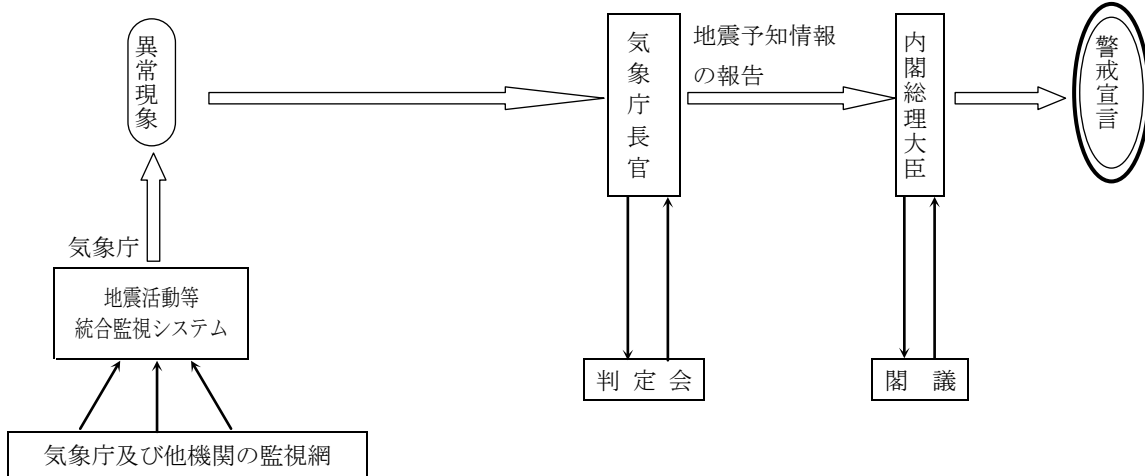 異常現象
気象庁長官
地震予知情報
の報告
内閣総理大臣
警戒宣言
気象庁
地震活動等
統合監視システム
判定会
閣議
気象庁及び他機関の監視網